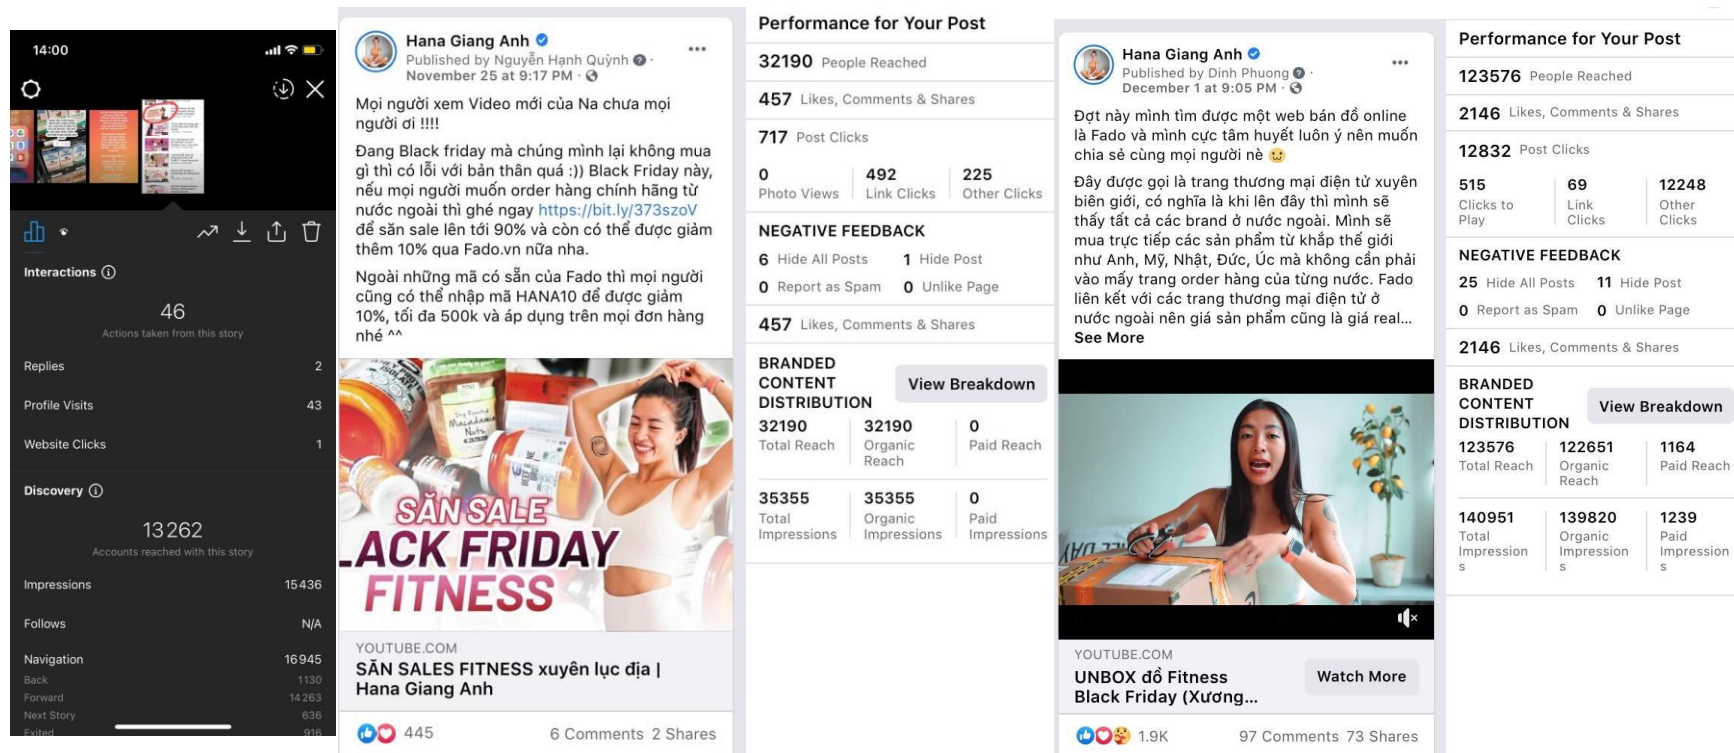 14:00
Interactions
46
Actions taken from this story
Replies 2
Profile Visits 43
Website Clicks 1
Discovery
13 262
Accounts reached with this story
Impressions 15 436
Follows N/A
Navigation 16 945
Back 1130
Forward 14 263
Next Story 636
Exited 916
Hana Giang Anh
Published by Nguyễn Hạnh Quỳnh ·
November 25 at 9:17 PM ·
Mọi người xem Video mới của Na chưa mọi
người ơi !!!!
Đang Black friday mà chúng mình lại không mua
gì thì có lỗi với bản thân quá :)) Black Friday này,
nếu mọi người muốn order hàng chính hãng từ
nước ngoài thì ghé ngay https://bit.ly/373szoV
để săn sale lên tới 90% và còn có thể được giảm
thêm 10% qua Fado.vn nữa nha.
Ngoài những mã có sẵn của Fado thì mọi người
cũng có thể nhập mã HANA10 để được giảm
10%, tối đa 500k và áp dụng trên mọi đơn hàng
nhé ^^
WHEY PROTEIN
ISOLATE
Dry Roasted
Macadamia
Nuts
SĂN SALE
LACK FRIDAY
FITNESS
YOUTUBE.COM
SĂN SALES FITNESS xuyên lục địa |
Hana Giang Anh
445 6 Comments 2 Shares
Performance for Your Post
32190 People Reached
457 Likes, Comments & Shares
717 Post Clicks
0 492 225
Photo Views Link Clicks Other Clicks
NEGATIVE FEEDBACK
6 Hide All Posts 1 Hide Post
0 Report as Spam 0 Unlike Page
457 Likes, Comments & Shares
BRANDED
CONTENT
DISTRIBUTION
View Breakdown
32190 32190 0
Total Reach Organic Reach Paid Reach
35355 35355 0
Total Impressions Organic Impressions Paid Impressions
Hana Giang Anh
Published by Dinh Phuong ·
December 1 at 9:05 PM ·
Đợt này mình tìm được một web bán đồ online
là Fado và mình cực tâm huyết luôn ý nên muốn
chia sẻ cùng mọi người nè
Đây được gọi là trang thương mại điện tử xuyên
biên giới, có nghĩa là khi lên đây thì mình sẽ
thấy tất cả các brand ở nước ngoài. Mình sẽ
mua trực tiếp các sản phẩm từ khắp thế giới
như Anh, Mỹ, Nhật, Đức, Úc mà không cần phải
vào mấy trang order hàng của từng nước. Fado
liên kết với các trang thương mại điện tử ở
nước ngoài nên giá sản phẩm cũng là giá real...
See More
YOUTUBE.COM
UNBOX đồ Fitness
Black Friday (Xương...
Watch More
1.9K 97 Comments 73 Shares
Performance for Your Post
123576 People Reached
2146 Likes, Comments & Shares
12832 Post Clicks
515 69 12248
Clicks to Play Link Clicks Other Clicks
NEGATIVE FEEDBACK
25 Hide All Posts 11 Hide Post
0 Report as Spam 0 Unlike Page
2146 Likes, Comments & Shares
BRANDED
CONTENT
DISTRIBUTION
View Breakdown
123576 122651 1164
Total Reach Organic Reach Paid Reach
140951 139820 1239
Total Impressions Organic Impressions Paid Impressions